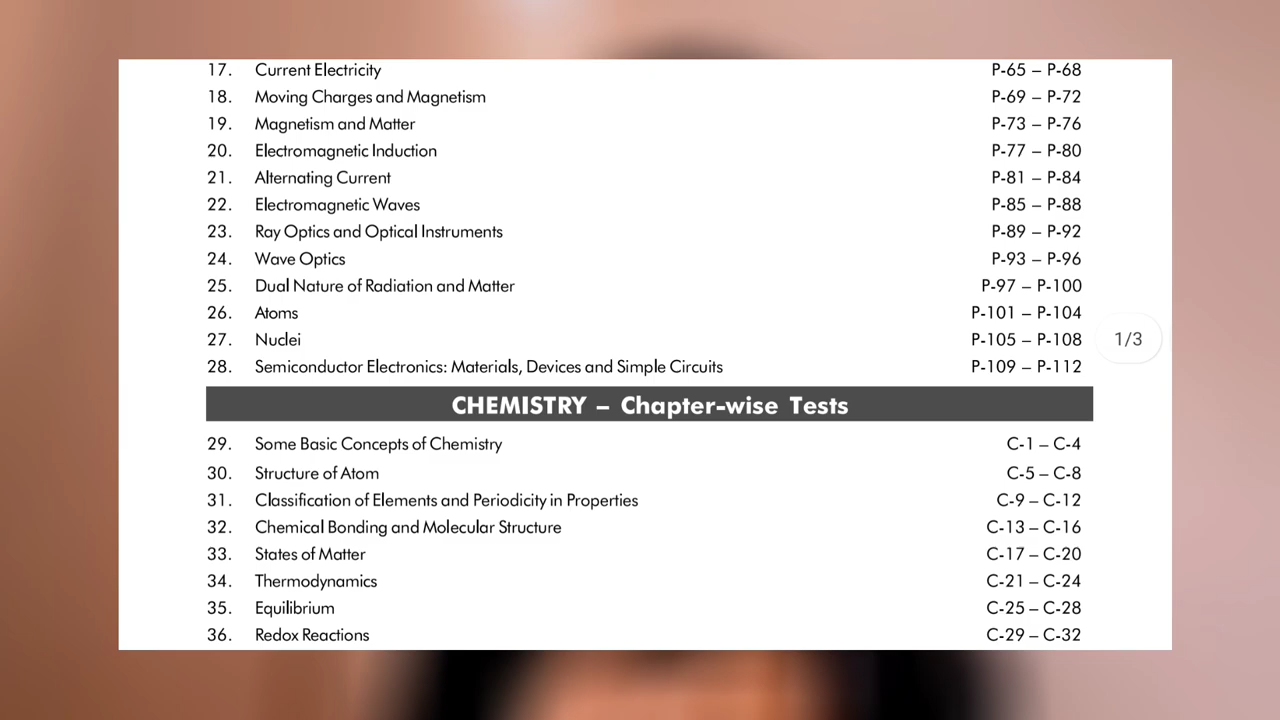 17. Current Electricity P-65 – P-68
18. Moving Charges and Magnetism P-69 – P-72
19. Magnetism and Matter P-73 – P-76
20. Electromagnetic Induction P-77 – P-80
21. Alternating Current P-81 – P-84
22. Electromagnetic Waves P-85 – P-88
23. Ray Optics and Optical Instruments P-89 – P-92
24. Wave Optics P-93 – P-96
25. Dual Nature of Radiation and Matter P-97 – P-100
26. Atoms P-101 – P-104
27. Nuclei P-105 – P-108 1/3
28. Semiconductor Electronics: Materials, Devices and Simple Circuits P-109 – P-112
CHEMISTRY – Chapter-wise Tests
29. Some Basic Concepts of Chemistry C-1 – C-4
30. Structure of Atom C-5 – C-8
31. Classification of Elements and Periodicity in Properties C-9 – C-12
32. Chemical Bonding and Molecular Structure C-13 – C-16
33. States of Matter C-17 – C-20
34. Thermodynamics C-21 – C-24
35. Equilibrium C-25 – C-28
36. Redox Reactions C-29 – C-32